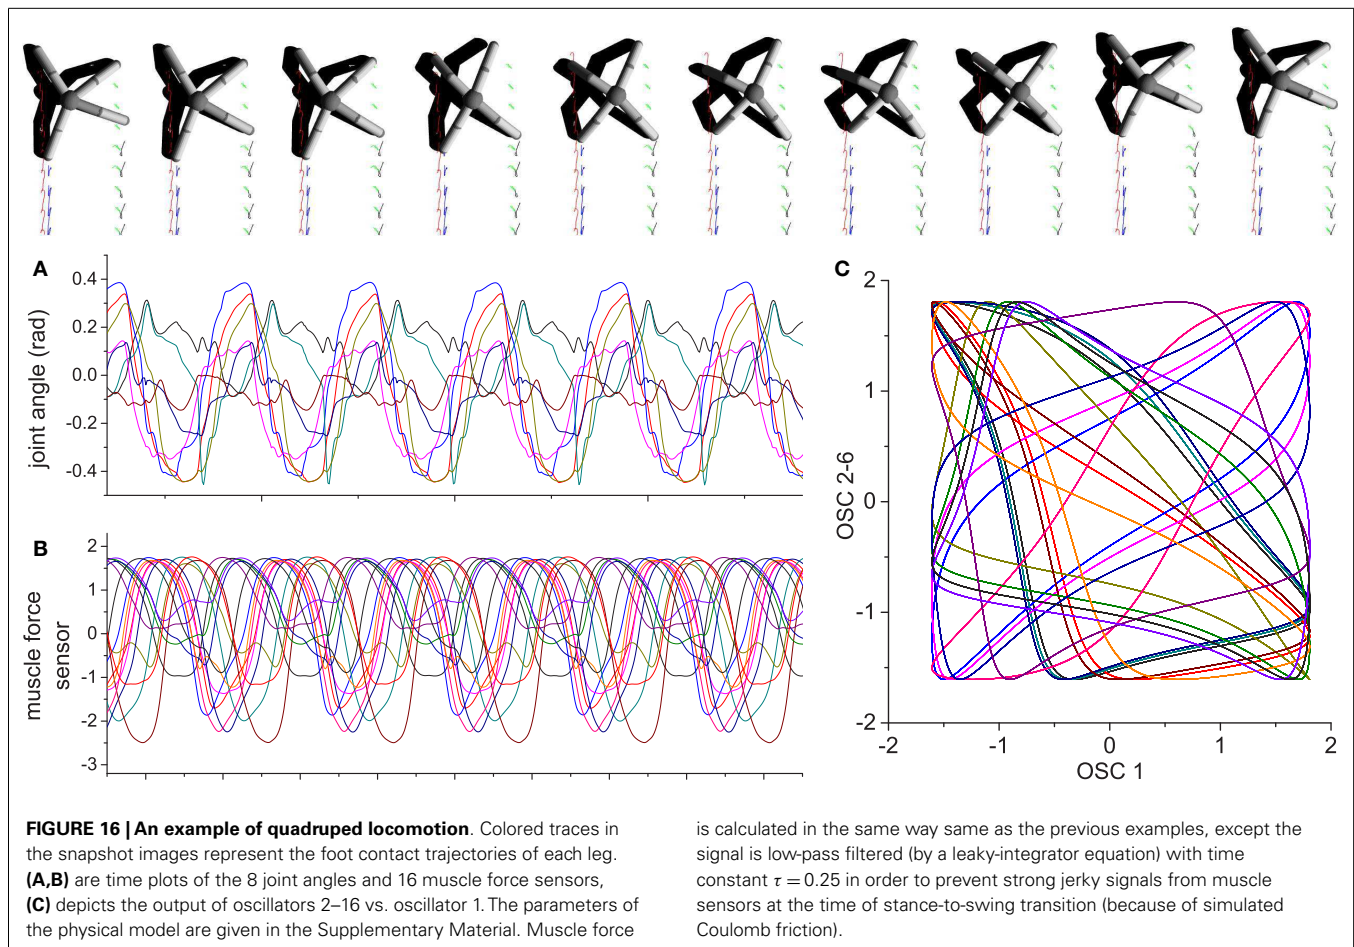 A
0.4
0.2
0.0
-0.2
-0.4
joint angle (rad)
B
2
1
0
-1
-2
-3
muscle force
sensor
C
2
1
0
-1
-2
OSC 2-6
-2
-1
0
1
2
OSC 1
FIGURE 16 | An example of quadruped locomotion. Colored traces in
the snapshot images represent the foot contact trajectories of each leg.
(A,B) are time plots of the 8 joint angles and 16 muscle force sensors,
(C) depicts the output of oscillators 2–16 vs. oscillator 1. The parameters of
the physical model are given in the Supplementary Material. Muscle force
is calculated in the same way same as the previous examples, except the
signal is low-pass filtered (by a leaky-integrator equation) with time
constant τ = 0.25 in order to prevent strong jerky signals from muscle
sensors at the time of stance-to-swing transition (because of simulated
Coulomb friction).